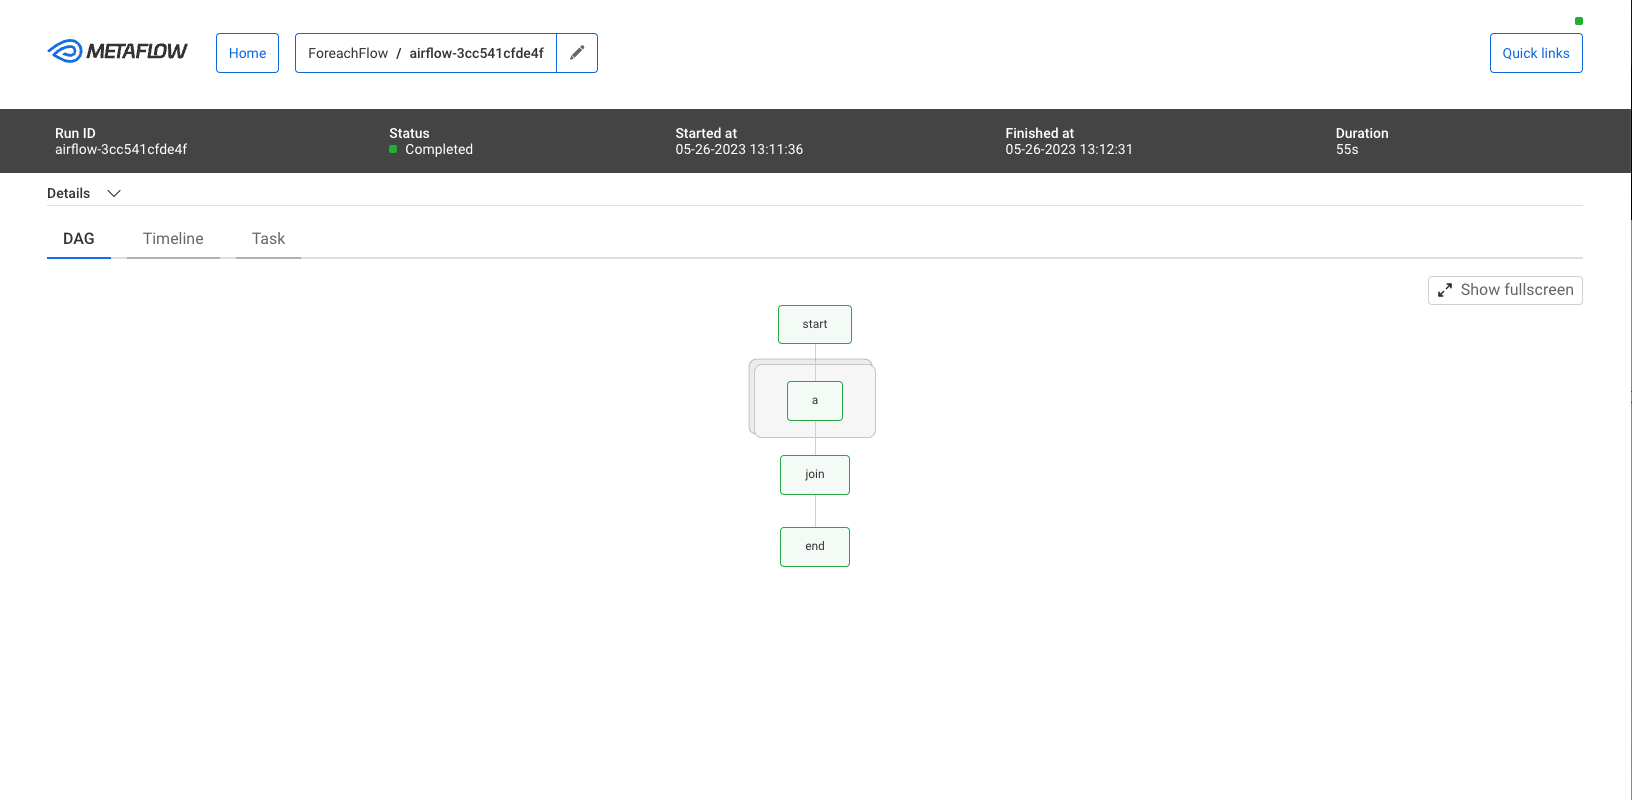 METAFLOW
Home
ForeachFlow / airflow-3cc541cfde4f
Quick links
Run ID
airflow-3cc541cfde4f
Status
Completed
Started at
05-26-2023 13:11:36
Finished at
05-26-2023 13:12:31
Duration
55s
Details
DAG
Timeline
Task
Show fullscreen
start
a
join
end